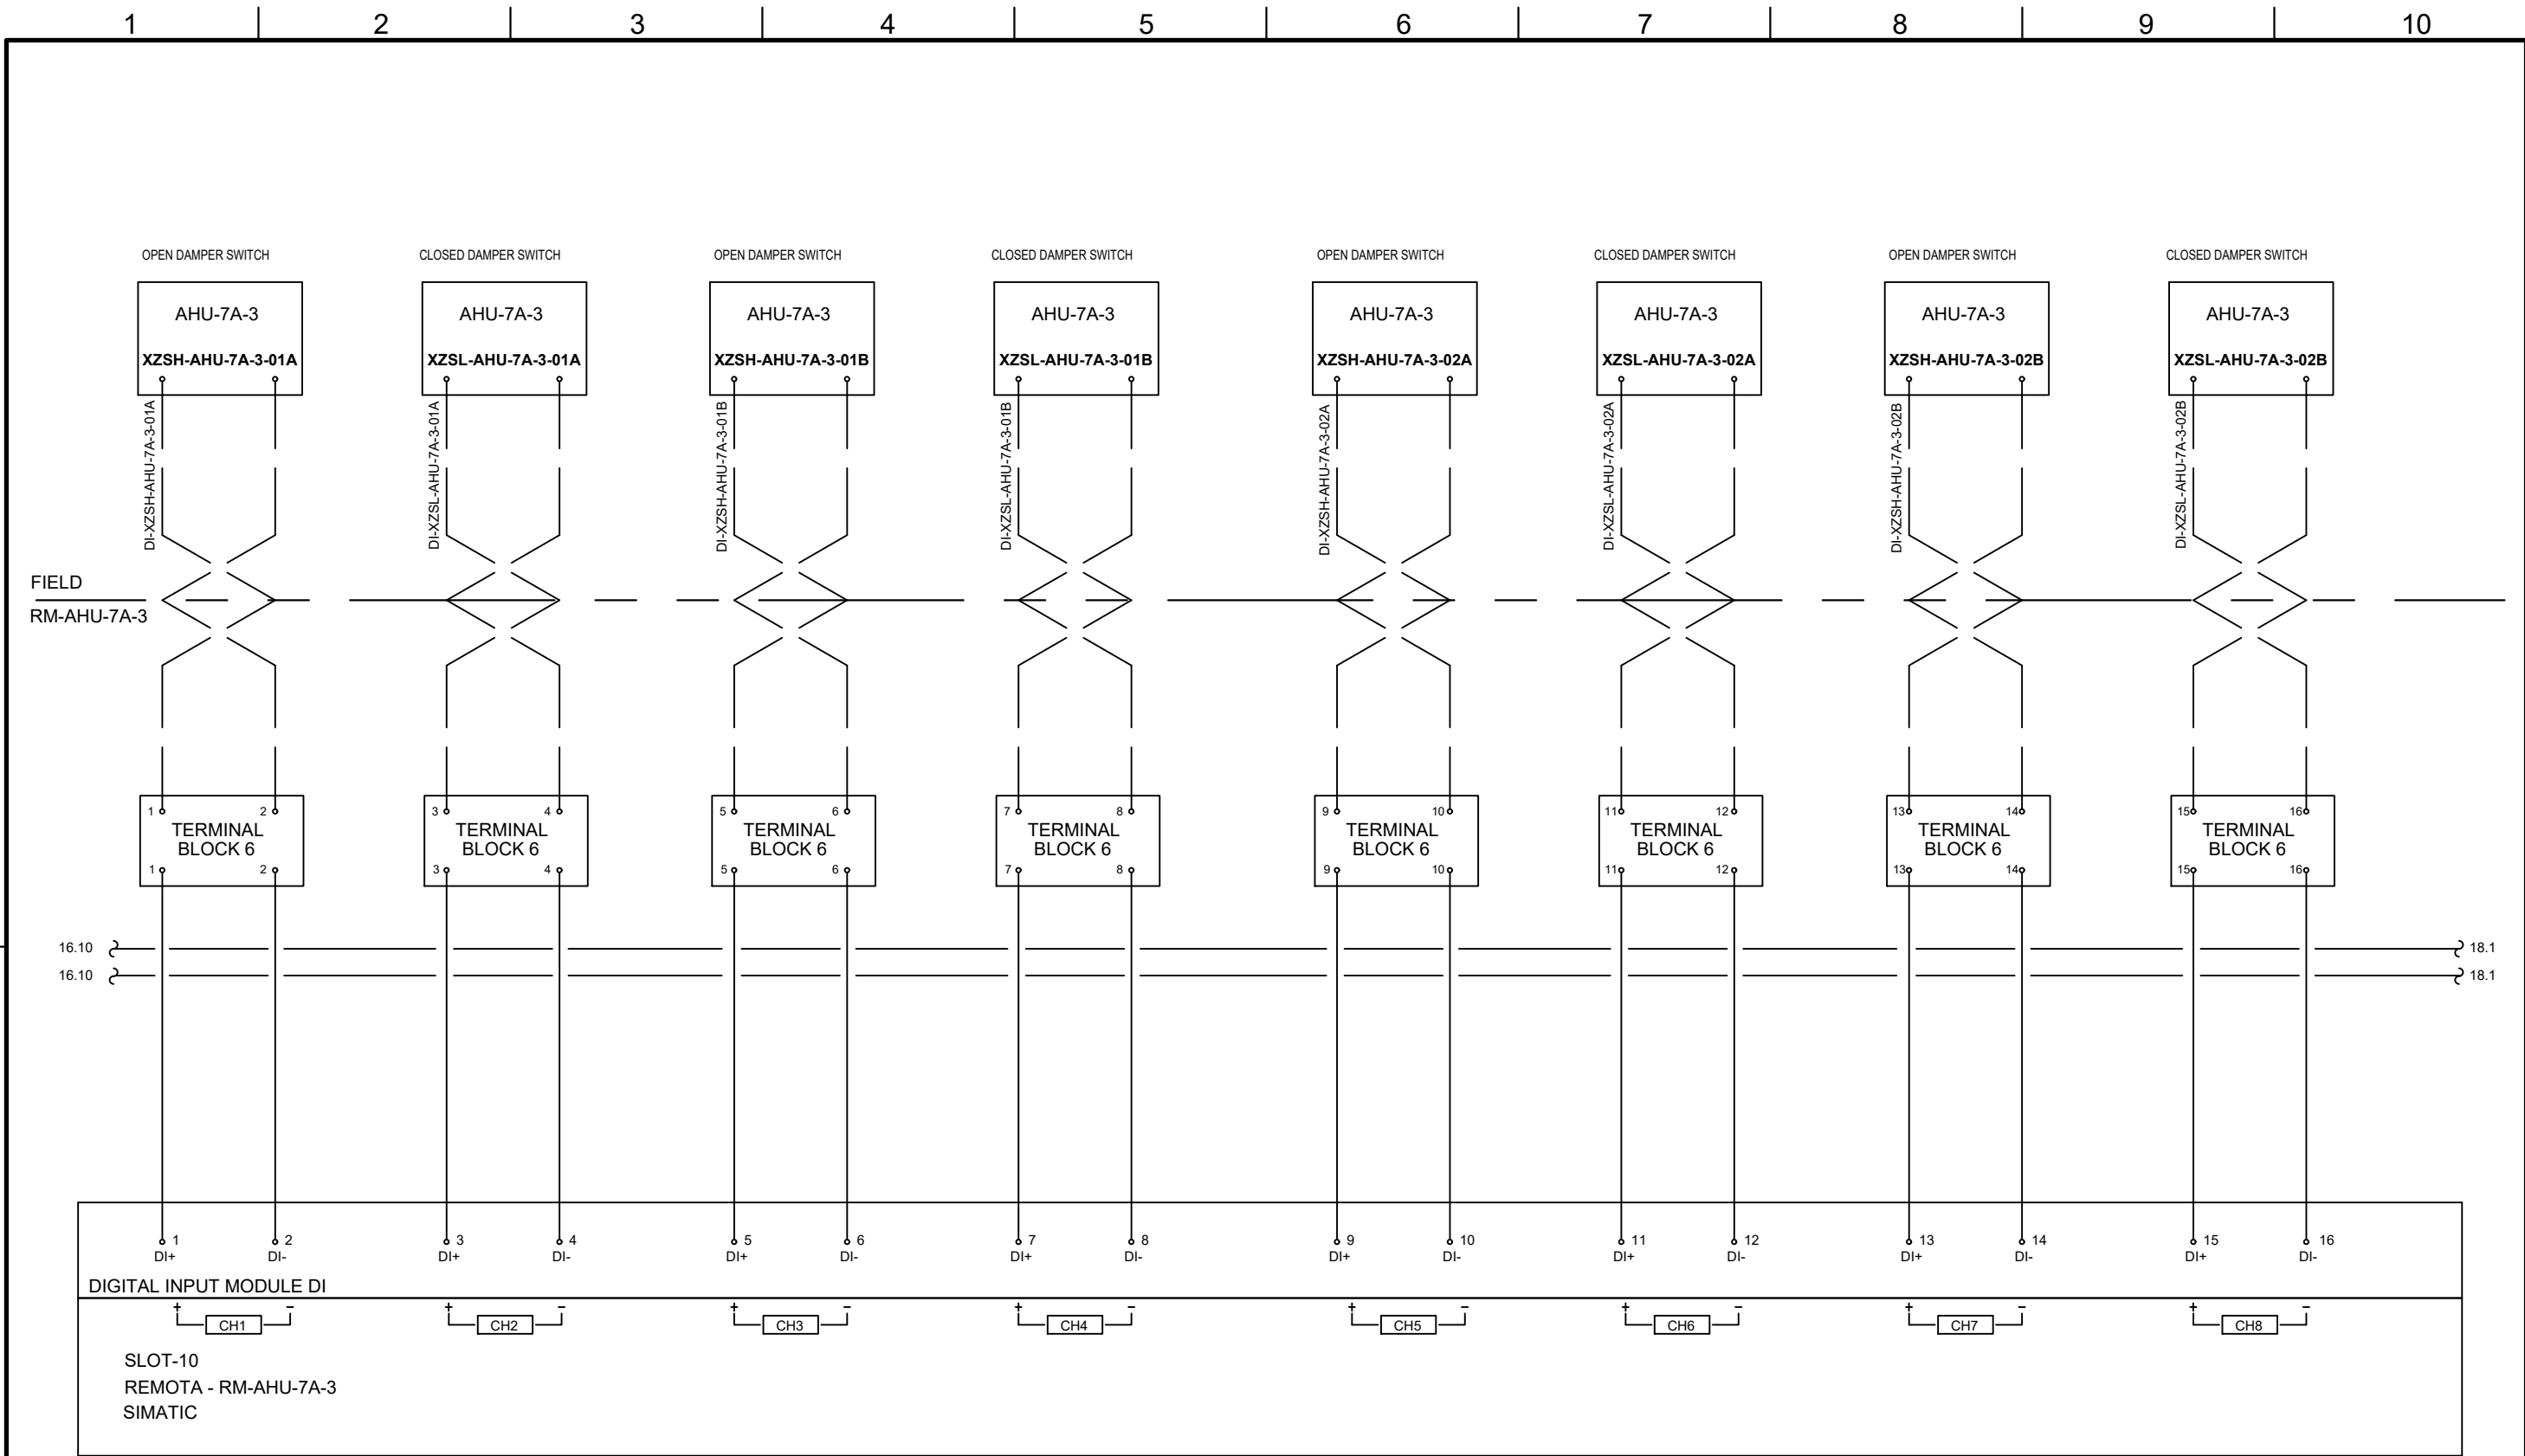 1 2 3 4 5 6 7 8 9 10
OPEN DAMPER SWITCH CLOSED DAMPER SWITCH OPEN DAMPER SWITCH CLOSED DAMPER SWITCH OPEN DAMPER SWITCH CLOSED DAMPER SWITCH OPEN DAMPER SWITCH CLOSED DAMPER SWITCH
AHU-7A-3 AHU-7A-3 AHU-7A-3 AHU-7A-3 AHU-7A-3 AHU-7A-3 AHU-7A-3 AHU-7A-3
XZSH-AHU-7A-3-01A XZSL-AHU-7A-3-01A XZSH-AHU-7A-3-01B XZSL-AHU-7A-3-01B XZSH-AHU-7A-3-02A XZSL-AHU-7A-3-02A XZSH-AHU-7A-3-02B XZSL-AHU-7A-3-02B
DI-XZSH-AHU-7A-3-01A
DI-XZSL-AHU-7A-3-01A
DI-XZSH-AHU-7A-3-01B
DI-XZSL-AHU-7A-3-01B
DI-XZSH-AHU-7A-3-02A
DI-XZSL-AHU-7A-3-02A
DI-XZSH-AHU-7A-3-02B
DI-XZSL-AHU-7A-3-02B
FIELD
RM-AHU-7A-3
1 2 3 4 5 6 7 8 9 10 11 12 13 14 15 16
TERMINAL TERMINAL TERMINAL TERMINAL TERMINAL TERMINAL TERMINAL TERMINAL
BLOCK 6 BLOCK 6 BLOCK 6 BLOCK 6 BLOCK 6 BLOCK 6 BLOCK 6 BLOCK 6
1 2 3 4 5 6 7 8 9 10 11 12 13 14 15 16
16.10 18.1
16.10 18.1
1 2 3 4 5 6 7 8 9 10 11 12 13 14 15 16
DI+ DI- DI+ DI- DI+ DI- DI+ DI- DI+ DI- DI+ DI- DI+ DI- DI+ DI-
DIGITAL INPUT MODULE DI
+ - + - + - + - + - + - + - + -
CH1 CH2 CH3 CH4 CH5 CH6 CH7 CH8
SLOT-10
REMOTA - RM-AHU-7A-3
SIMATIC